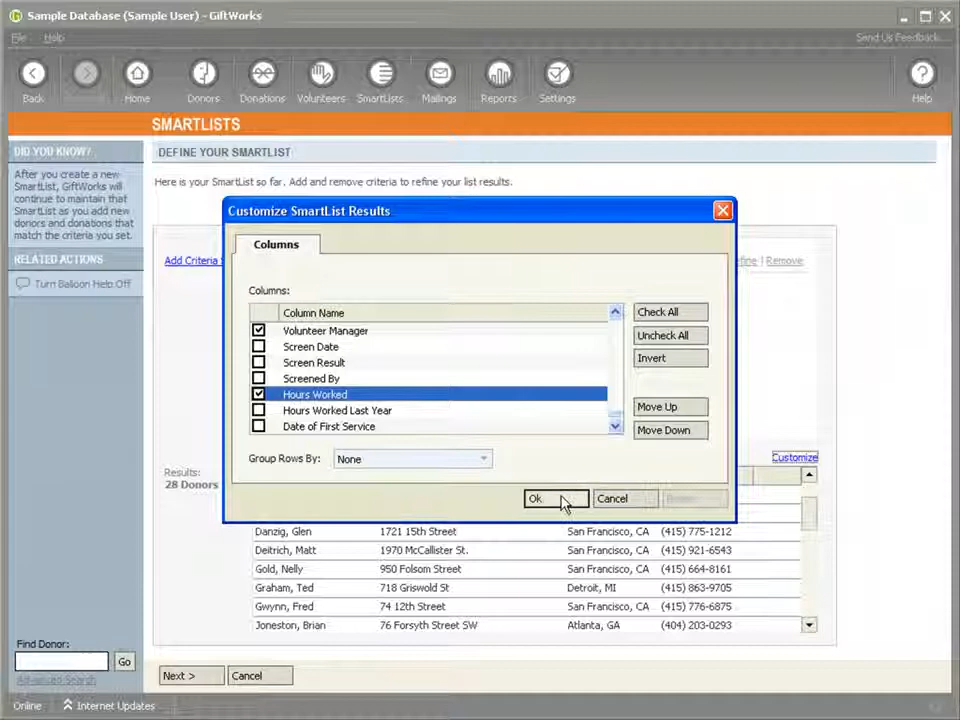 Sample Database (Sample User) - GiftWorks
File Help Send Us Feedback...
Back Home Donors Donations Volunteers SmartLists Mailings Reports Settings Help
SMARTLISTS
DID YOU KNOW?
After you create a new
SmartList, GiftWorks will
continue to maintain that
SmartList as you add new
donors and donations that
match the criteria you set.
RELATED ACTIONS
Turn Balloon Help Off
DEFINE YOUR SMARTLIST
Here is your SmartList so far. Add and remove criteria to refine your list results.
Add Criteria
Remove
Customize SmartList Results
Columns
Columns:
Column Name
Volunteer Manager
Screen Date
Screen Result
Screened By
Hours Worked
Hours Worked Last Year
Date of First Service
Check All
Uncheck All
Invert
Move Up
Move Down
Group Rows By: None
Ok Cancel
Customize
Results:
28 Donors
Danzig, Glen 1721 15th Street San Francisco, CA (415) 775-1212
Deitrich, Matt 1970 McCallister St. San Francisco, CA (415) 921-6543
Gold, Nelly 950 Folsom Street San Francisco, CA (415) 664-8161
Graham, Ted 718 Griswold St Detroit, MI (415) 863-9705
Gwynn, Fred 74 12th Street San Francisco, CA (415) 776-6875
Joneston, Brian 76 Forsyth Street SW Atlanta, GA (404) 203-0293
Find Donor:
Go
Advanced Search
Next > Cancel
Online Internet Updates